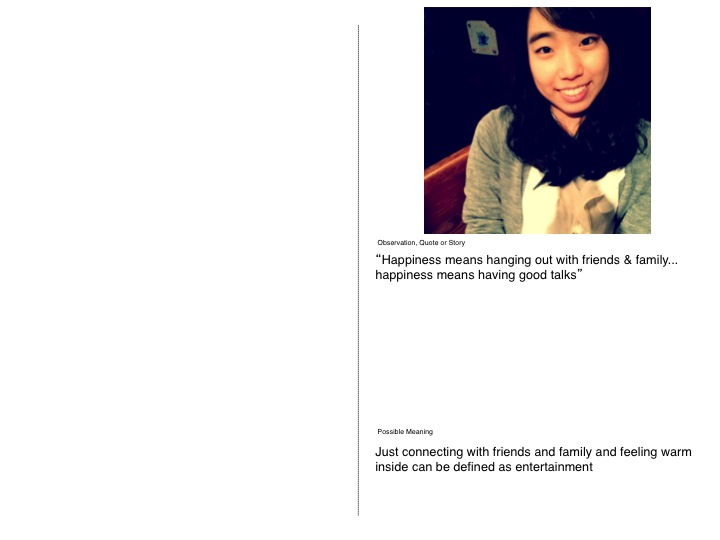 Observation, Quote or Story
“Happiness means hanging out with friends & family...
happiness means having good talks”
Possible Meaning
Just connecting with friends and family and feeling warm
inside can be defined as entertainment